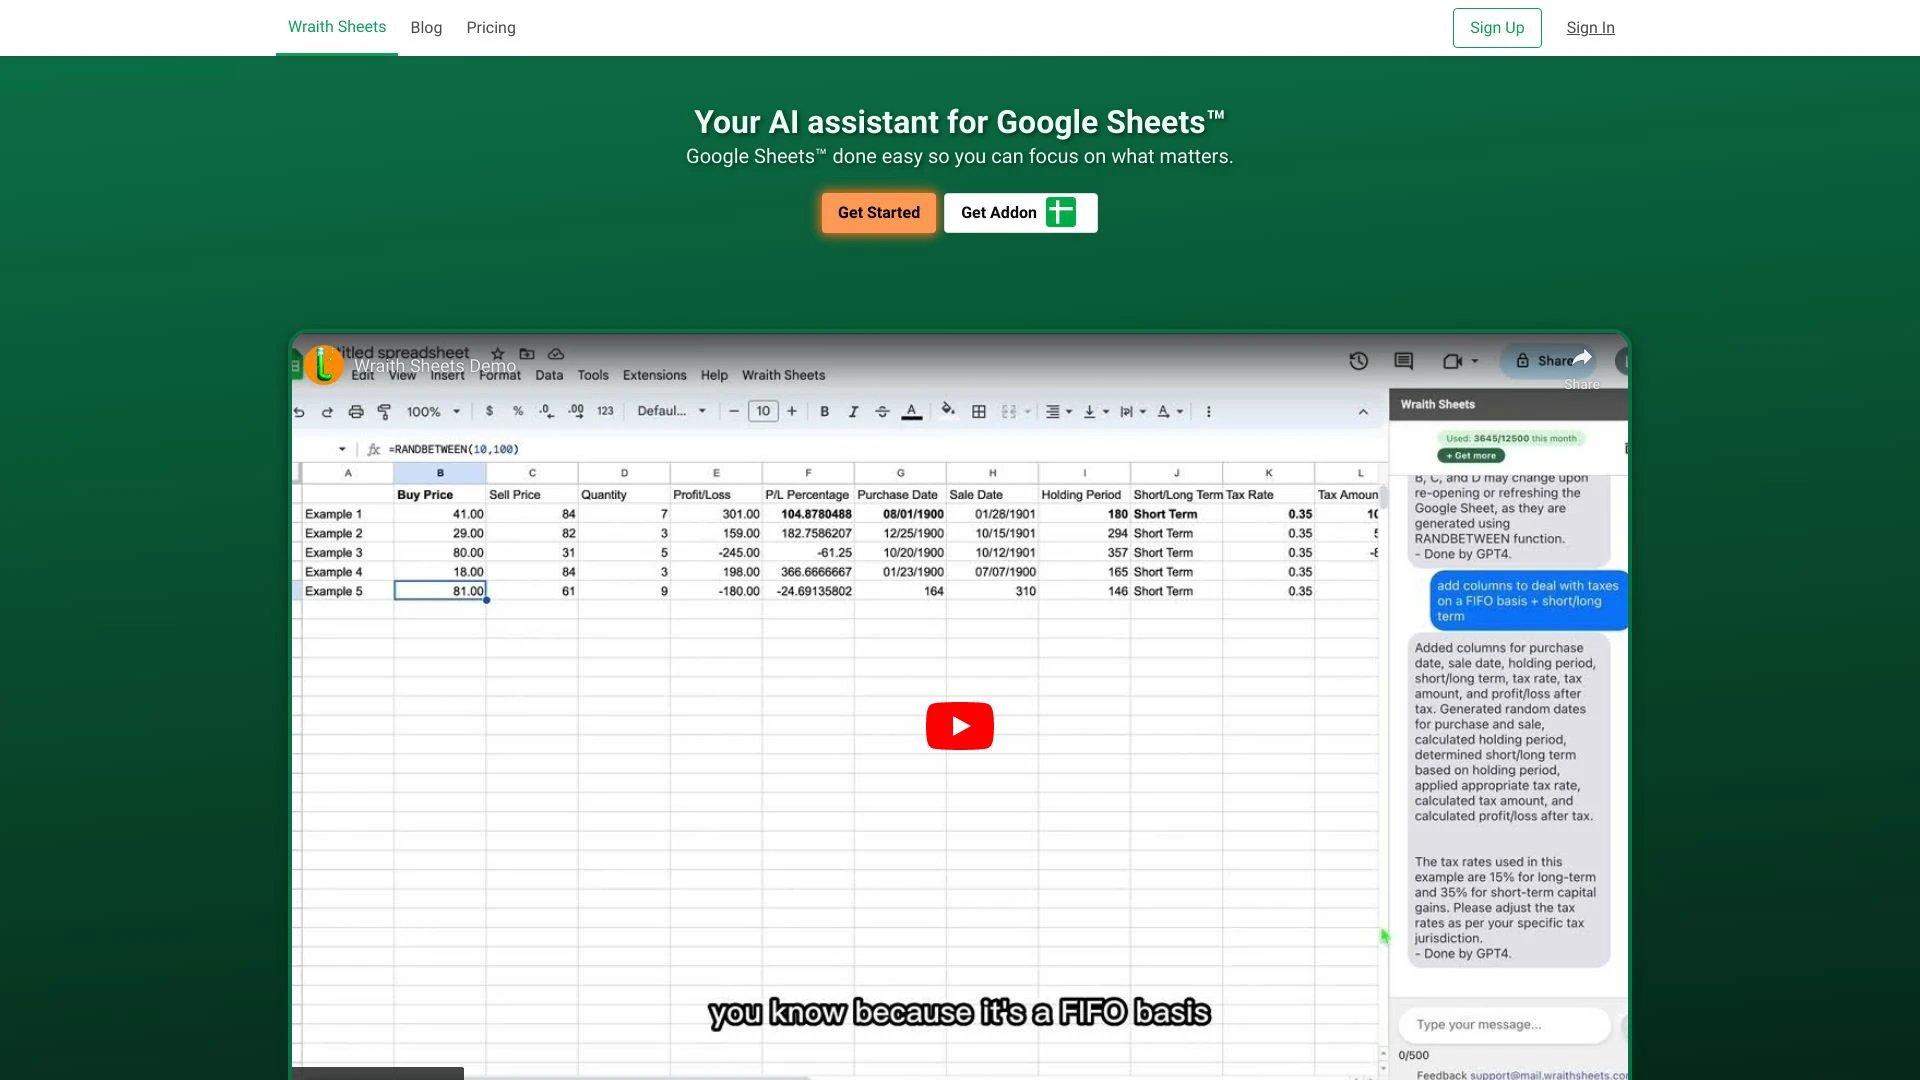 Wraith Sheets Blog Pricing Sign Up Sign In
Your AI assistant for Google Sheets™
Google Sheets™ done easy so you can focus on what matters.
Get Started Get Addon
titled spreadsheet
Wraith Sheets Demo
Edit View Insert Format Data Tools Extensions Help Wraith Sheets
Share
Share
100% $ % .0 .00 123 Defaul... − 10 + B I S A
fx =RANDBETWEEN(10,100)
A B C D E F G H I J K L
Buy Price Sell Price Quantity Profit/Loss P/L Percentage Purchase Date Sale Date Holding Period Short/Long Term Tax Rate Tax Amoun
Example 1 41.00 84 7 301.00 104.8780488 08/01/1900 01/28/1901 180 Short Term 0.35 10
Example 2 29.00 82 3 159.00 182.7586207 12/25/1900 10/15/1901 294 Short Term 0.35 5
Example 3 80.00 31 5 -245.00 -61.25 10/20/1900 10/12/1901 357 Short Term 0.35 -8
Example 4 18.00 84 3 198.00 366.6666667 01/23/1900 07/07/1900 165 Short Term 0.35
Example 5 81.00 61 9 -180.00 -24.69135802 164 310 146 Short Term 0.35
you know because it's a FIFO basis
Wraith Sheets
Used: 3645/12500 this month
+ Get more
B, C, and D may change upon
re-opening or refreshing the
Google Sheet, as they are
generated using
RANDBETWEEN function.
- Done by GPT4.
add columns to deal with taxes
on a FIFO basis + short/long
term
Added columns for purchase
date, sale date, holding period,
short/long term, tax rate, tax
amount, and profit/loss after
tax. Generated random dates
for purchase and sale,
calculated holding period,
determined short/long term
based on holding period,
applied appropriate tax rate,
calculated tax amount, and
calculated profit/loss after tax.
The tax rates used in this
example are 15% for long-term
and 35% for short-term capital
gains. Please adjust the tax
rates as per your specific tax
jurisdiction.
- Done by GPT4.
Type your message...
0/500
Feedback support@mail.wraithsheets.co